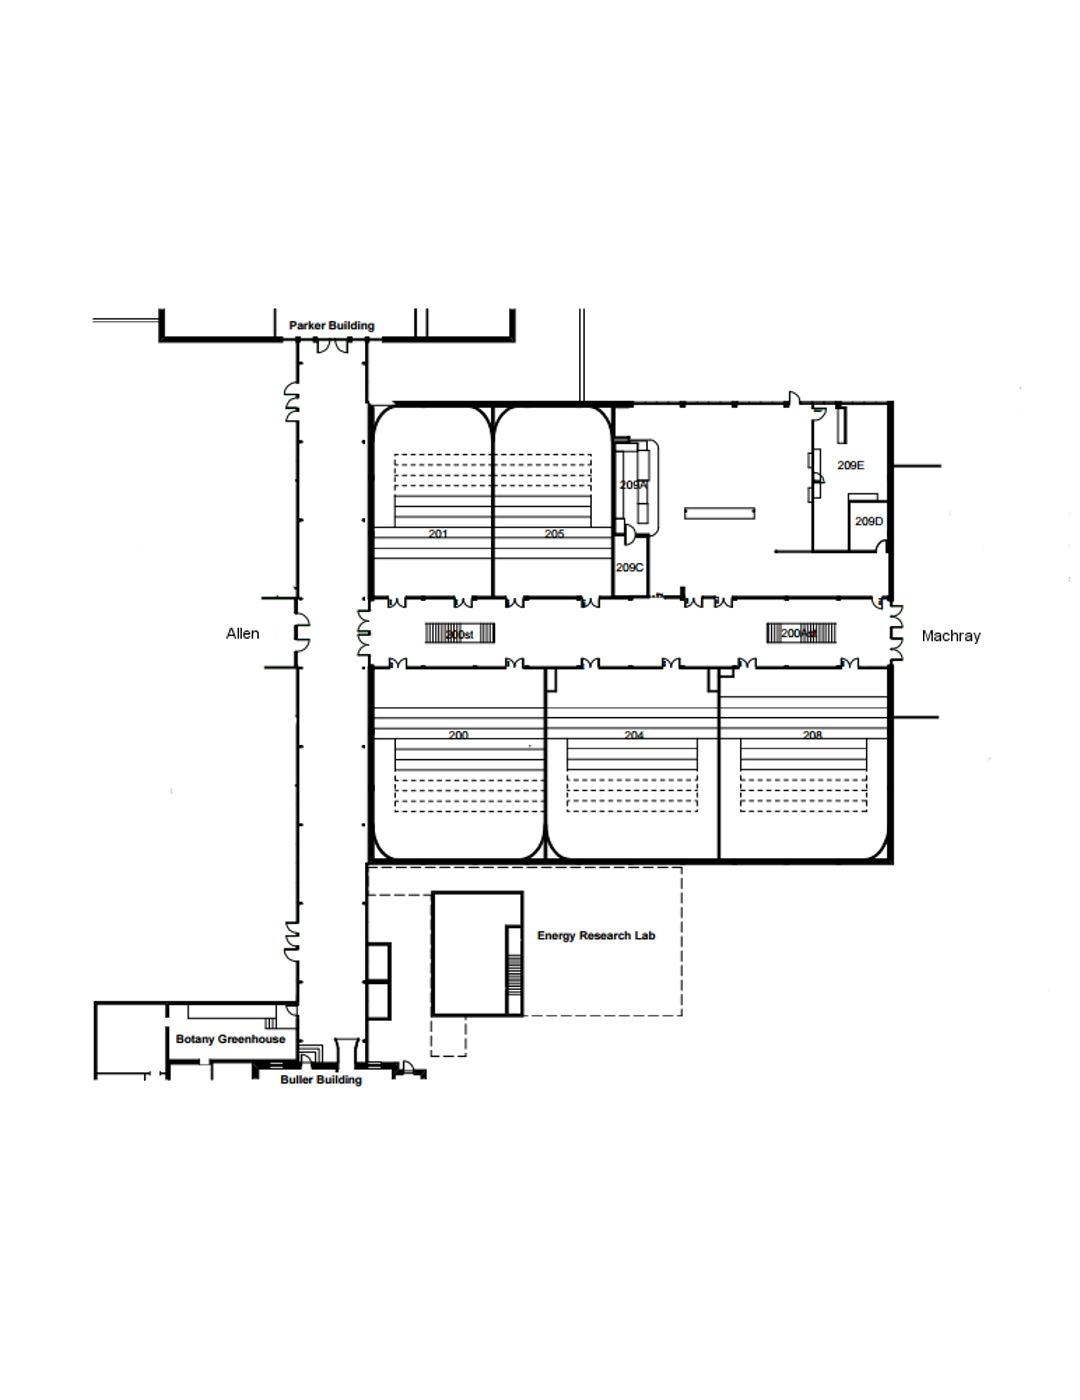 Parker Building
209E
209A
209D
201
205
209C
Allen
200st
200Ast
Machray
200
204
208
Energy Research Lab
Botany Greenhouse
Buller Building